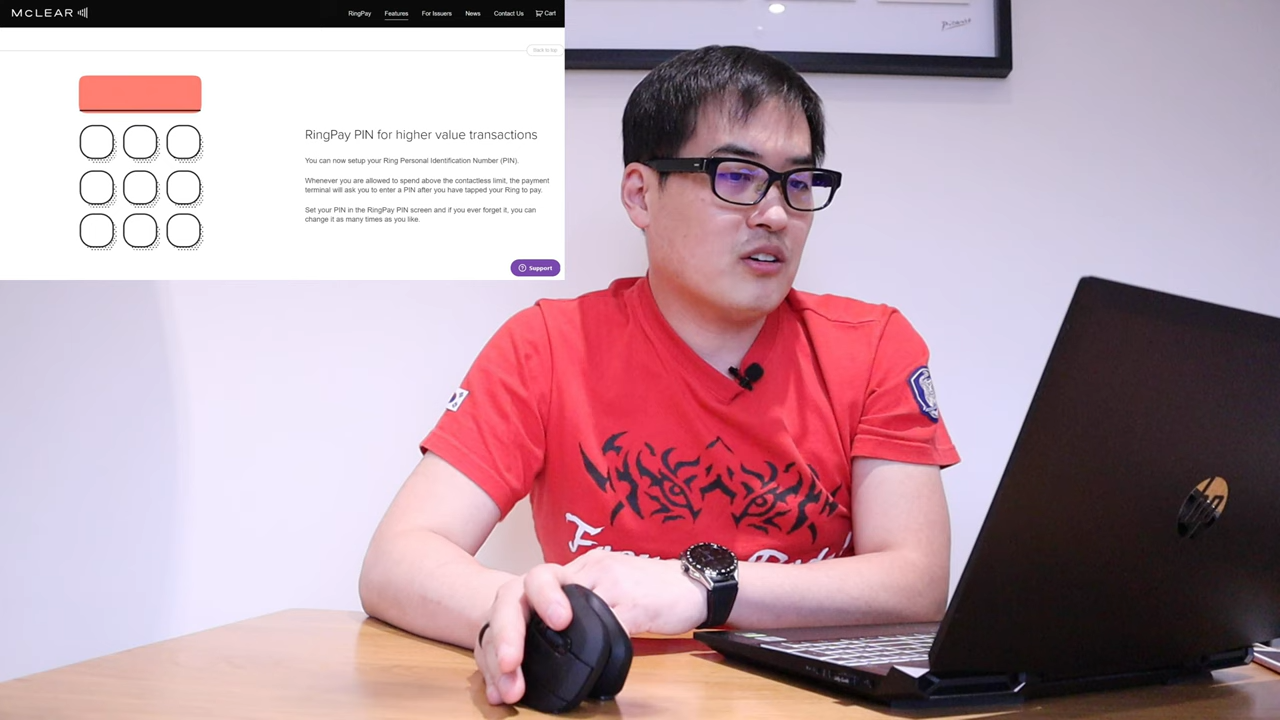 McLEAR
RingPay
Features
For Issuers
News
Contact Us
Cart
Back to top
RingPay PIN for higher value transactions
You can now setup your Ring Personal Identification Number (PIN).
Whenever you are allowed to spend above the contactless limit, the payment
terminal will ask you to enter a PIN after you have tapped your Ring to pay.
Set your PIN in the RingPay PIN screen and if you ever forget it, you can
change it as many times as you like.
Support
hp